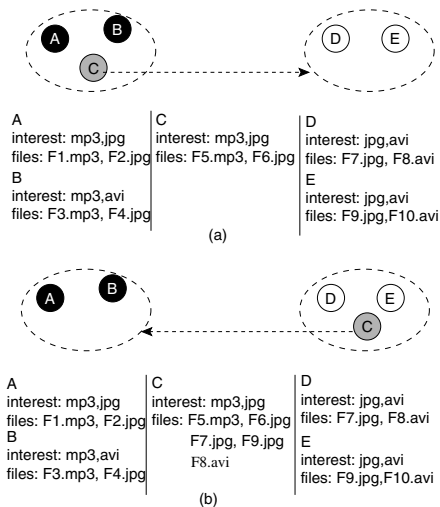 A
B
C
D
E
A
interest: mp3,jpg
files: F1.mp3, F2.jpg
B
interest: mp3,avi
files: F3.mp3, F4.jpg
C
interest: mp3,jpg
files: F5.mp3, F6.jpg
D
interest: jpg,avi
files: F7.jpg, F8.avi
E
interest: jpg,avi
files: F9.jpg,F10.avi
(a)
A
B
D
E
C
A
interest: mp3,jpg
files: F1.mp3, F2.jpg
B
interest: mp3,avi
files: F3.mp3, F4.jpg
C
interest: mp3,jpg
files: F5.mp3, F6.jpg
F7.jpg, F9.jpg
F8.avi
D
interest: jpg,avi
files: F7.jpg, F8.avi
E
interest: jpg,avi
files: F9.jpg,F10.avi
(b)